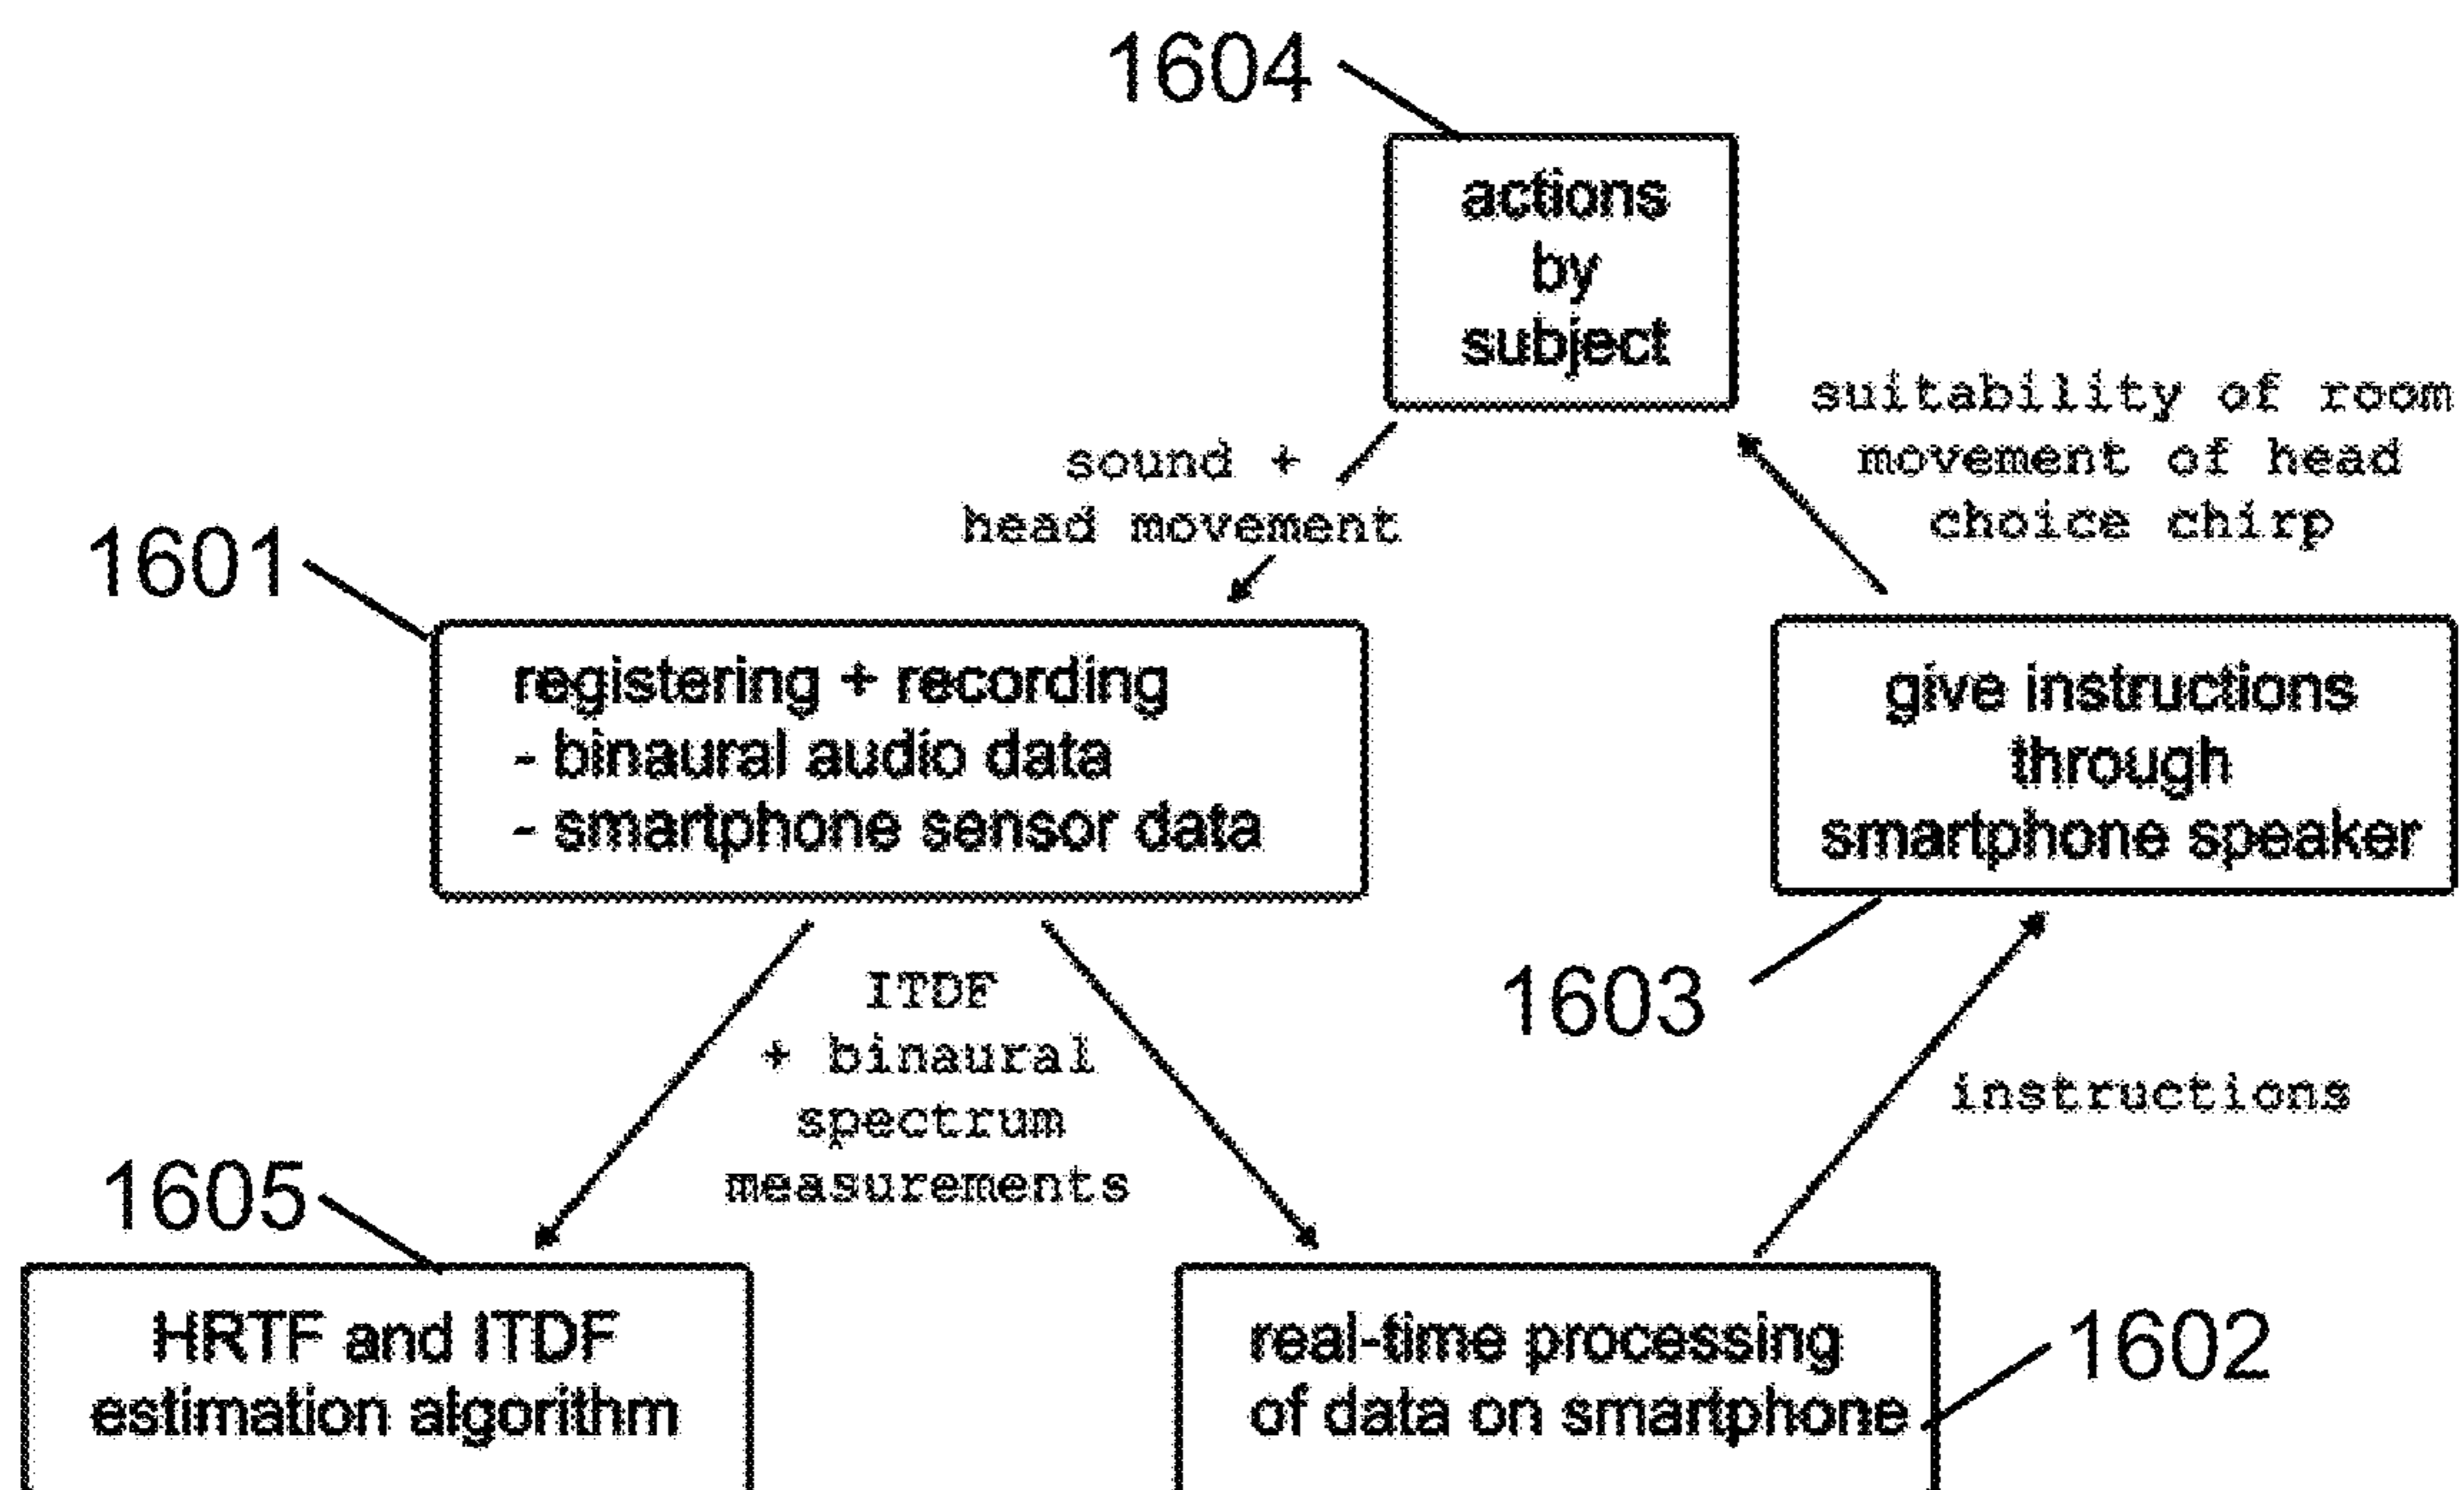 1604
actions
by
subject
suitability of room
movement of head
choice chirp
sound +
head movement
1601
registering + recording
- binaural audio data
- smartphone sensor data
give instructions
through
smartphone speaker
1603
ITDF
+ binaural
spectrum
measurements
instructions
1605
HRTF and ITDF
estimation algorithm
real-time processing
of data on smartphone
1602